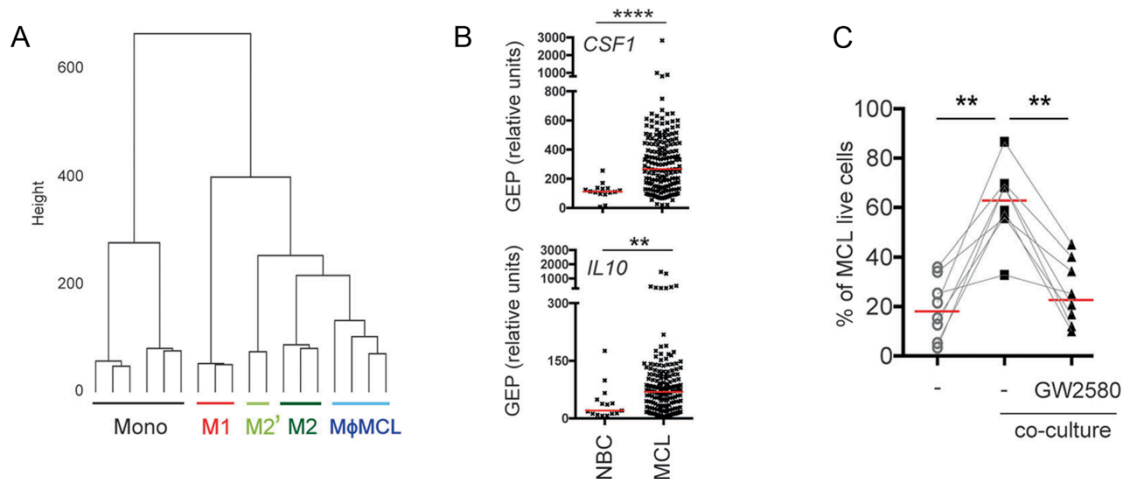 A
Height
600
400
200
0
Mono
M1
M2’
M2
MϕMCL
B
****
CSF1
GEP (relative units)
3000
2000
1000
800
600
400
200
0
**
IL10
GEP (relative units)
3000
2000
1000
300
150
0
NBC
MCL
C
** **
% of MCL live cells
100
80
60
40
20
0
- - GW2580
co-culture